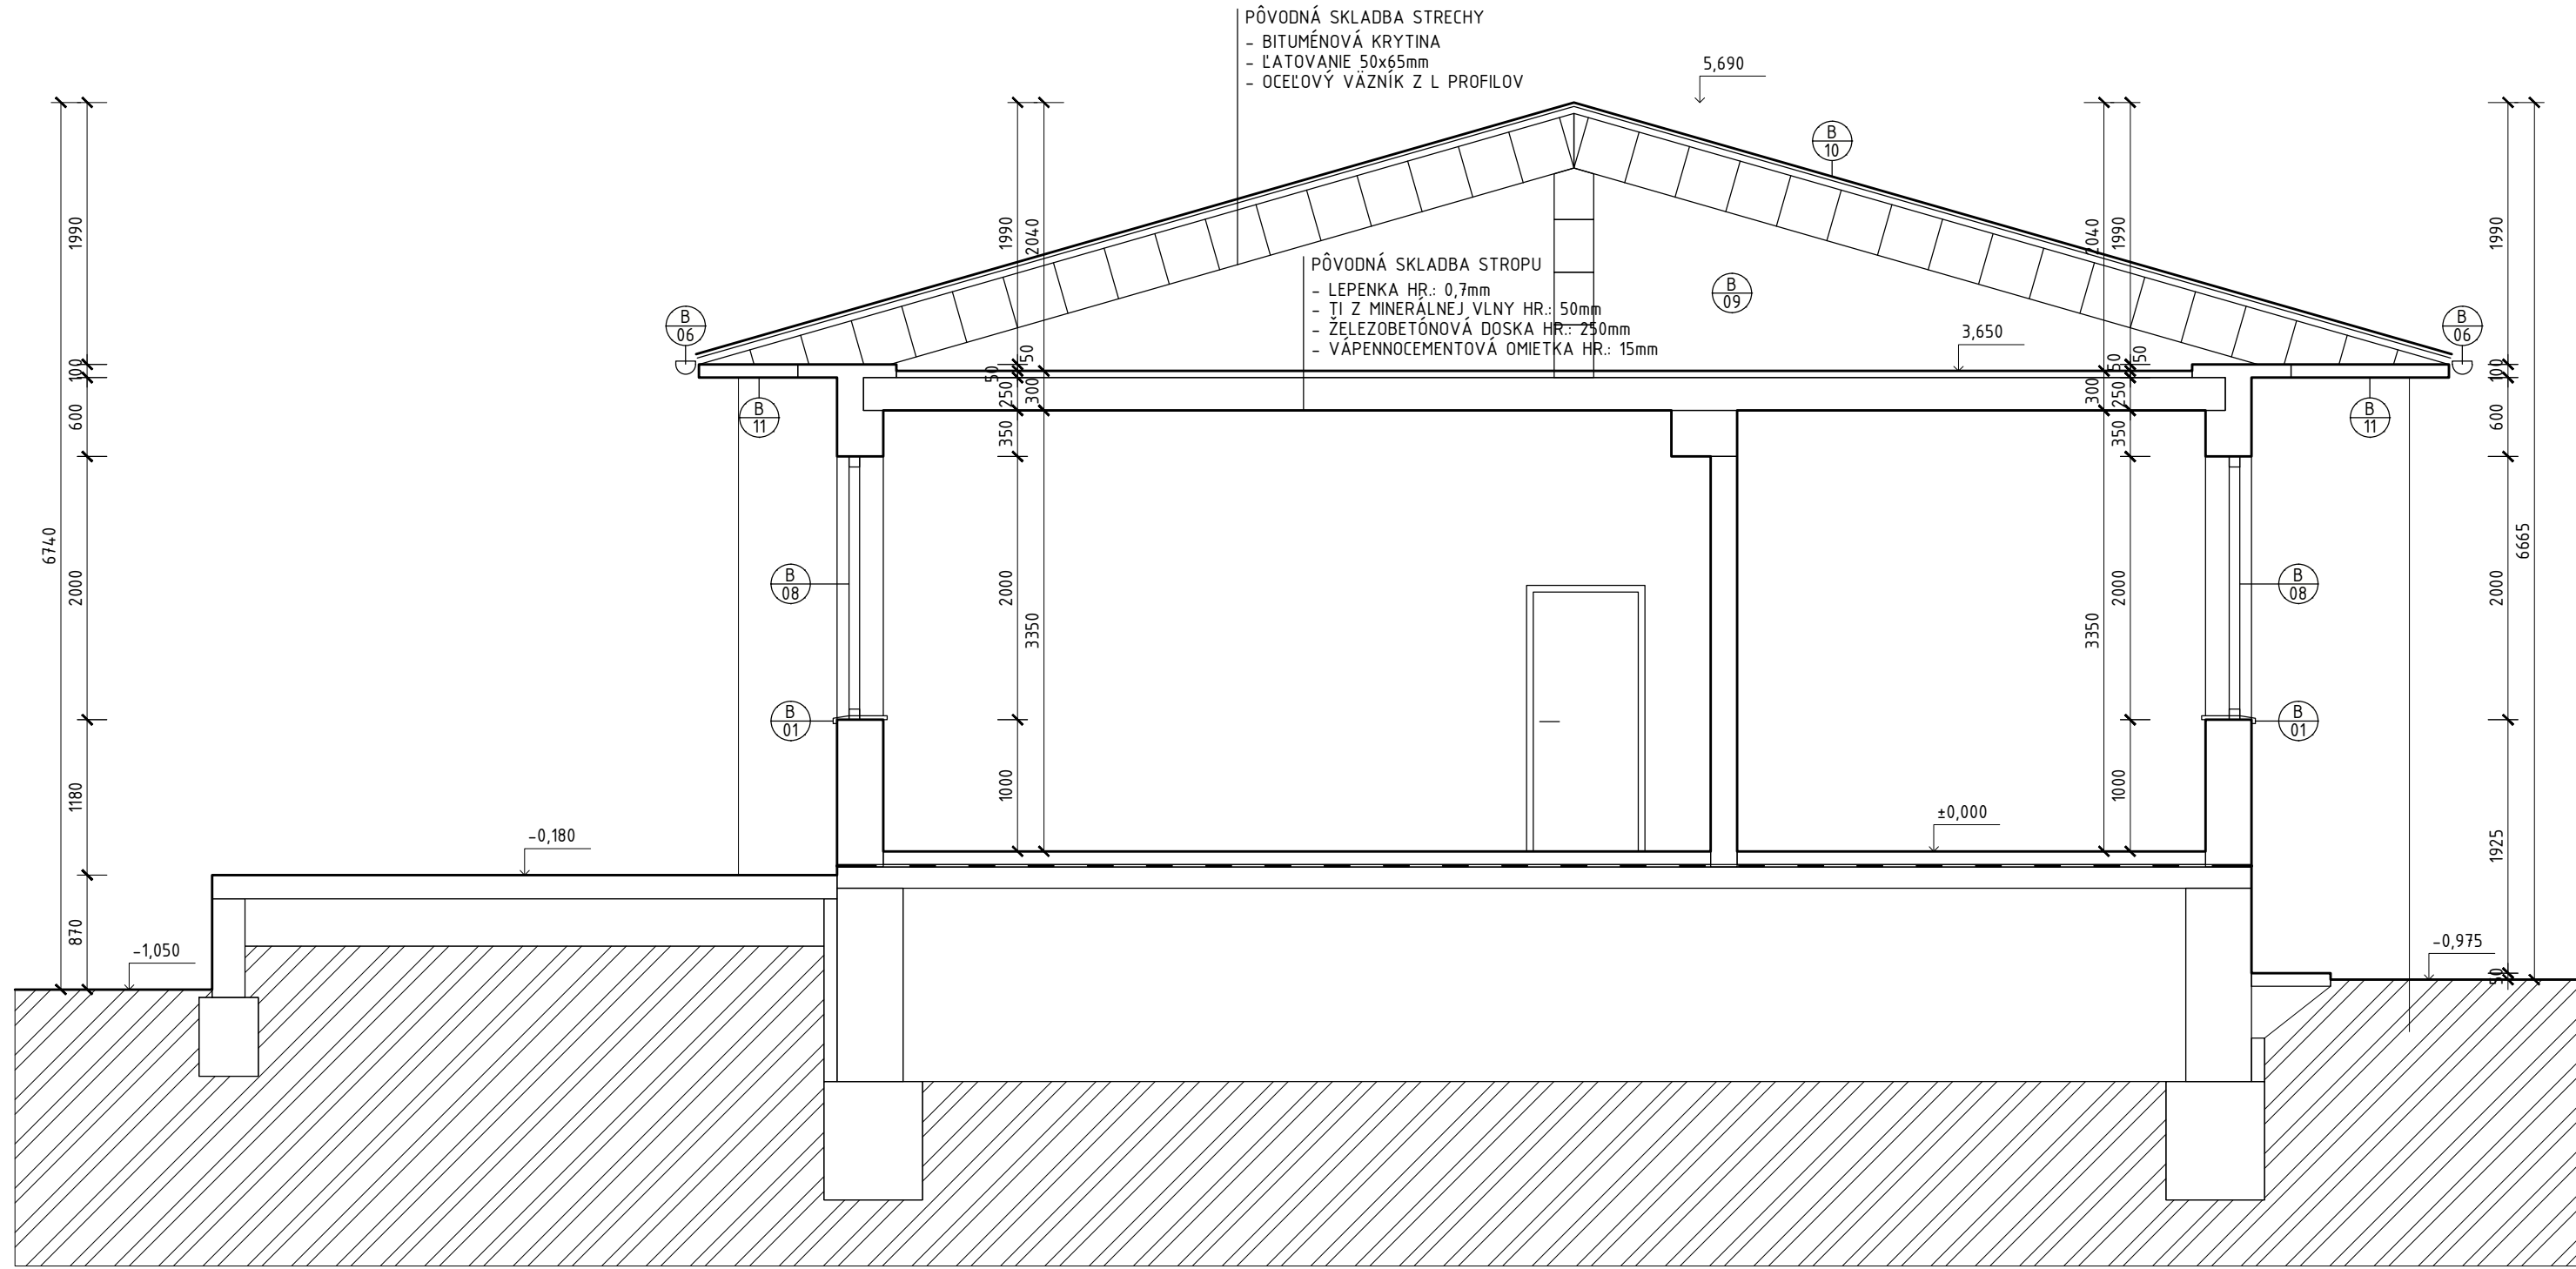 PÔVODNÁ SKLADBA STRECHY
- BITUMÉNOVÁ KRYTINA
- ĽATOVANIE 50x65mm
- OCEĽOVÝ VÄZNÍK Z L PROFILOV
5,690
B
10
1990
1990
2040
2040
1990
1990
PÔVODNÁ SKLADBA STROPU
- LEPENKA HR.: 0,7mm
- TI Z MINERÁLNEJ VLNY HR.: 50mm
- ŽELEZOBETÓNOVÁ DOSKA HR.: 250mm
- VÁPENNOCEMENTOVÁ OMIETKA HR.: 15mm
B
09
B
06
B
06
3,650
100
50
50
50
50
100
250
300
300
250
600
350
350
600
B
11
B
11
6740
2000
B
08
2000
3350
3350
2000
B
08
2000
6665
B
01
B
01
1180
1000
1000
1925
-0,180
±0,000
870
-1,050
-0,975
50